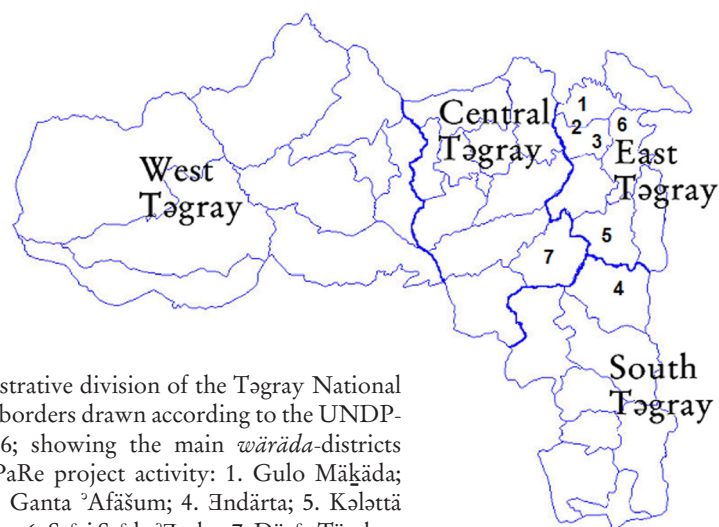 Central
Təgray
1
2
6
3
East
Təgray
West
Təgray
5
7
4
South
Təgray
strative division of the Təgray National
borders drawn according to the UNDP-
6; showing the main wäräda-districts
PaRe project activity: 1. Gulo Mäḵäda;
Ganta ʾAfäšum; 4. Ǝndärta; 5. Kələttä
7.